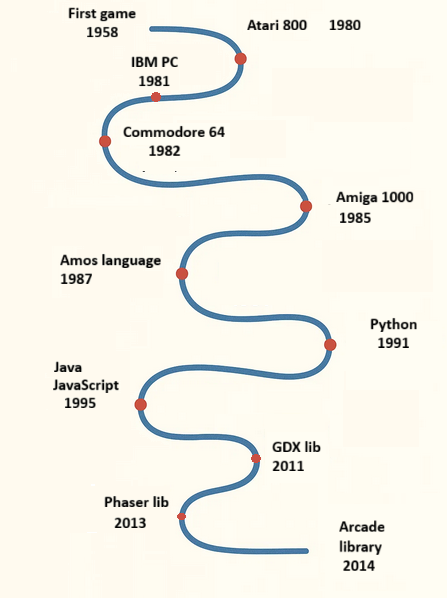 First game
1958
Atari 800 1980
IBM PC
1981
Commodore 64
1982
Amiga 1000
1985
Amos language
1987
Python
1991
Java
JavaScript
1995
GDX lib
2011
Phaser lib
2013
Arcade
library
2014